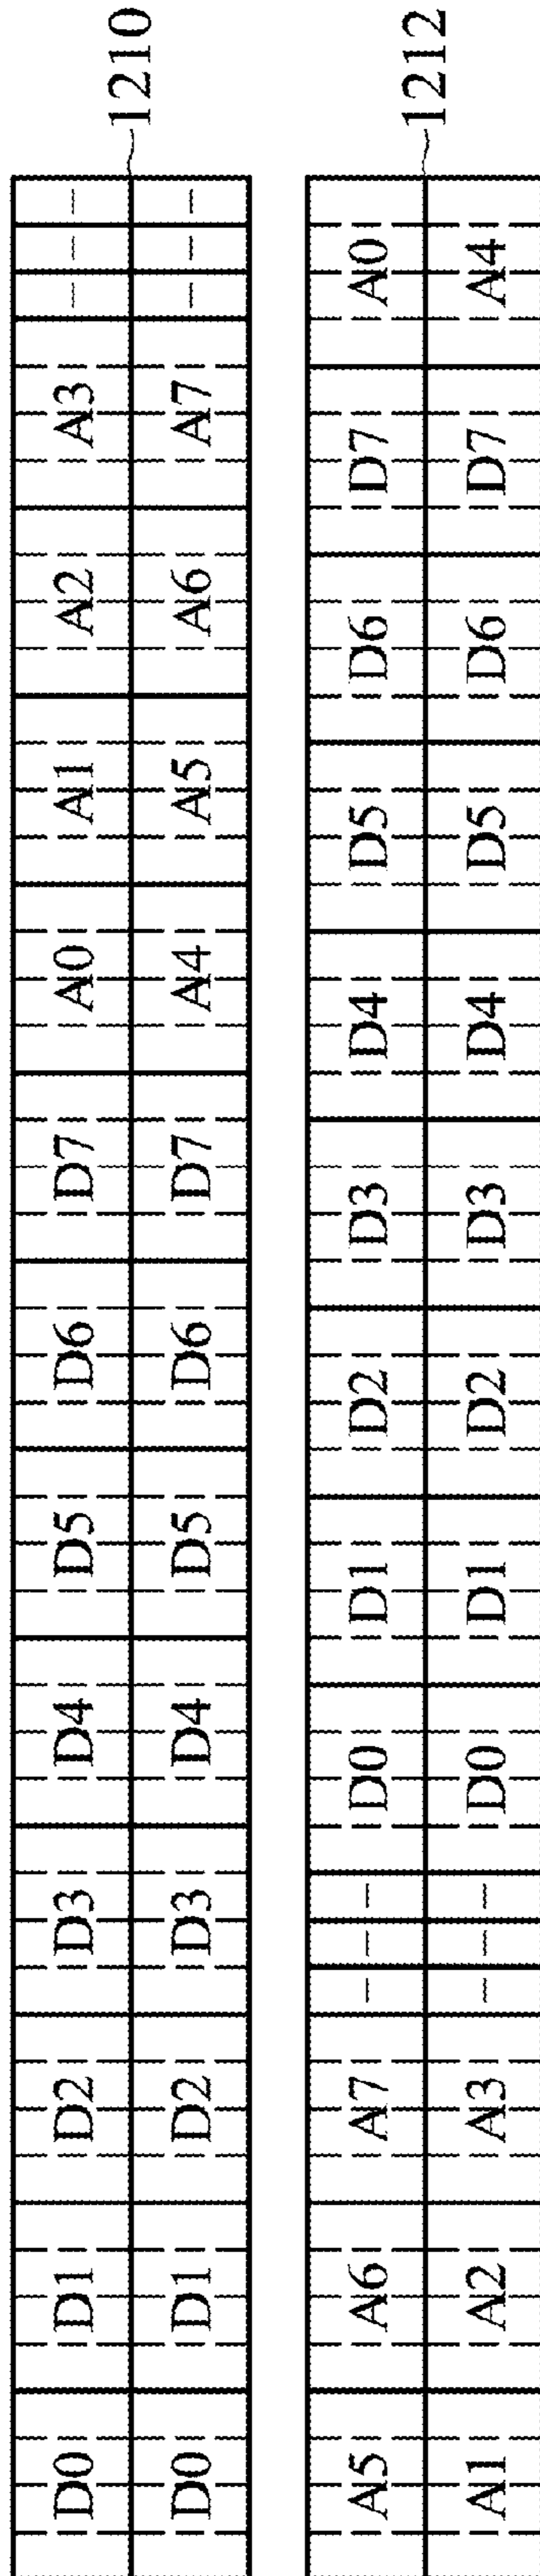 D0 D1 D2 D3 D4 D5 D6 D7 A0 A1 A2 A3 – – – 1210
D0 D1 D2 D3 D4 D5 D6 D7 A4 A5 A6 A7 – – –
A5 A6 A7 – – – D0 D1 D2 D3 D4 D5 D6 D7 A0 1212
A1 A2 A3 – – – D0 D1 D2 D3 D4 D5 D6 D7 A4